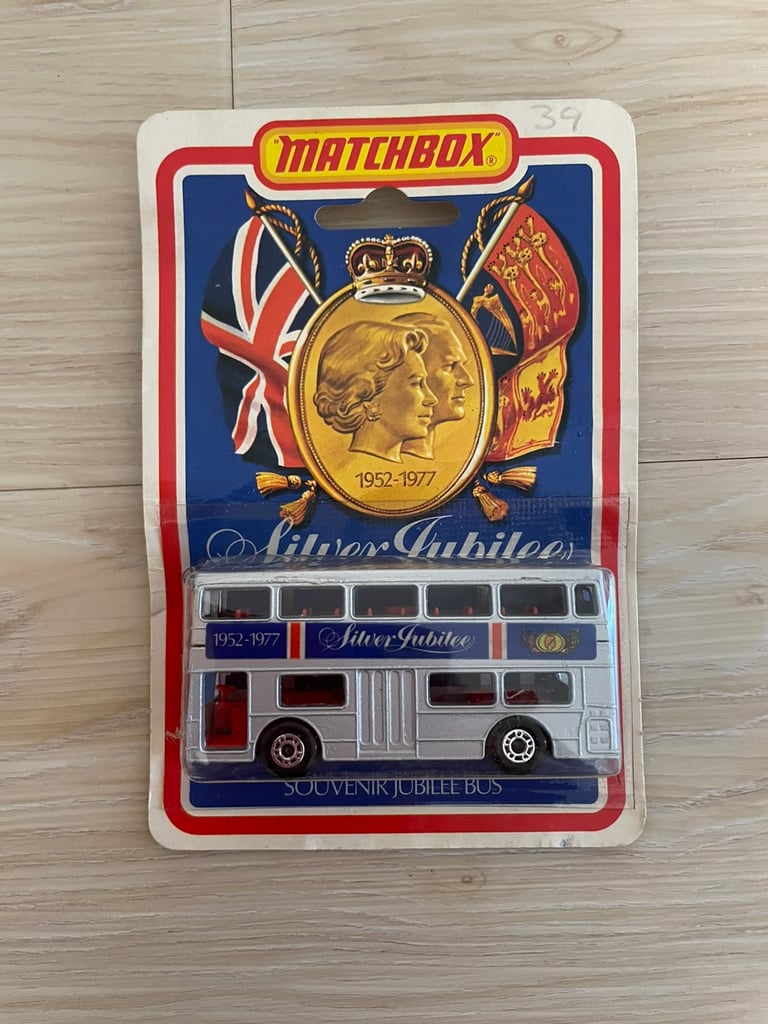 39
"MATCHBOX"®
1952-1977
Silver Jubilee
1952-1977 Silver Jubilee
SOUVENIR JUBILEE BUS